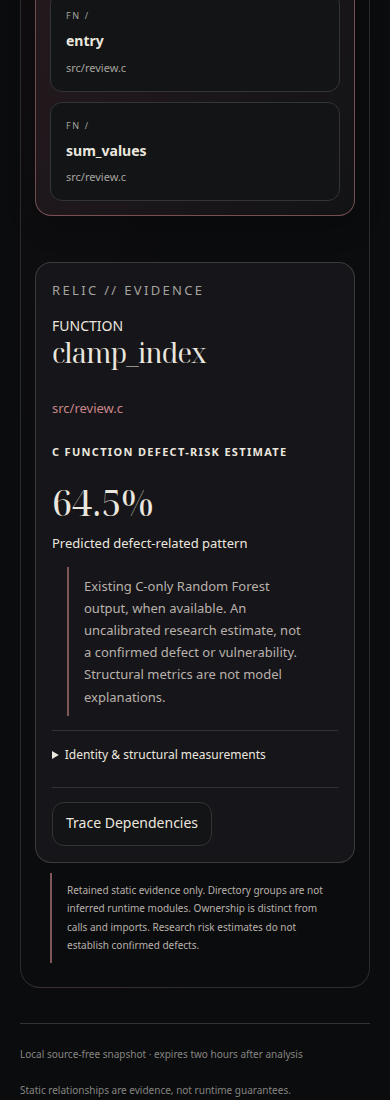 FN /
entry
src/review.c
FN /
sum_values
src/review.c
RELIC // EVIDENCE
FUNCTION
clamp_index
src/review.c
C FUNCTION DEFECT-RISK ESTIMATE
64.5%
Predicted defect-related pattern
Existing C-only Random Forest
output, when available. An
uncalibrated research estimate, not
a confirmed defect or vulnerability.
Structural metrics are not model
explanations.
Identity & structural measurements
Trace Dependencies
Retained static evidence only. Directory groups are not
inferred runtime modules. Ownership is distinct from
calls and imports. Research risk estimates do not
establish confirmed defects.
Local source-free snapshot · expires two hours after analysis
Static relationships are evidence, not runtime guarantees.